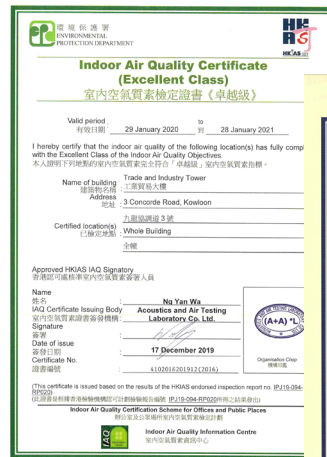 環境保護署
ENVIRONMENTAL
PROTECTION DEPARTMENT
HKIAS
Indoor Air Quality Certificate
(Excellent Class)
室內空氣質素檢定證書《卓越級》
Valid period
有效日期
29 January 2020
to
到
28 January 2021
I hereby certify that the indoor air quality of the following location(s) has fully compl
with the Excellent Class of the Indoor Air Quality Objectives.
本人證明下列地點的室內空氣質素完全符合「卓越級」室內空氣質素指標。
Name of building
建築物名稱
Trade and Industry Tower
工業貿易大樓
Address
地址
: 3 Concorde Road, Kowloon
九龍協調道 3 號
Certified location(s)
已檢定地點
: Whole Building
全幢
Approved HKIAS IAQ Signatory
香港認可處核準室內空氣質素簽署人員
Name
姓名
: Ng Yan Wa
IAQ Certificate Issuing Body
室內空氣質素證書簽發機構
: Acoustics and Air Testing
Laboratory Co. Ltd.
Signature
簽署
Date of issue
簽發日期
: 17 December 2019
Certificate No.
證書編號
: 4102016201912(2016)
(A+A) *L
Organisation Chop
機構印鑑
(This certificate is issued based on the results of the HKIAS endorsed inspection report no. IPJ19-094-
RP020)
(此證書是根據香港檢驗機構認可計劃檢驗報告編號 IPJ19-094-RP020所得之結果發出)
Indoor Air Quality Certification Scheme for Offices and Public Places
辦公室及公眾場所室內空氣質素檢定計劃
IAQ
Indoor Air Quality Information Centre
室內空氣質素資訊中心